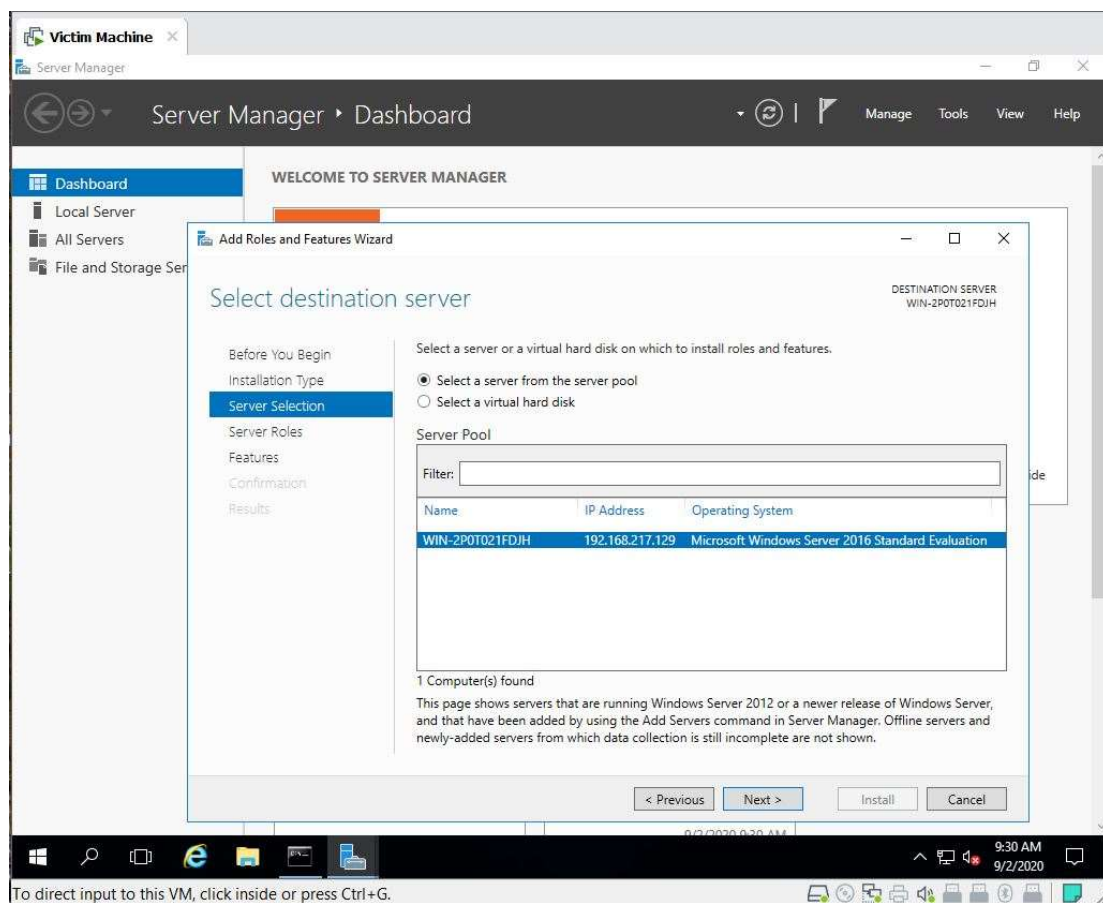 Victim Machine
Server Manager
Server Manager • Dashboard
Manage Tools View Help
Dashboard
Local Server
All Servers
File and Storage Ser
WELCOME TO SERVER MANAGER
Add Roles and Features Wizard
Select destination server
DESTINATION SERVER
WIN-2P0T021FDJH
Before You Begin
Installation Type
Server Selection
Server Roles
Features
Confirmation
Results
Select a server or a virtual hard disk on which to install roles and features.
Select a server from the server pool
Select a virtual hard disk
Server Pool
Filter:
Name IP Address Operating System
WIN-2P0T021FDJH 192.168.217.129 Microsoft Windows Server 2016 Standard Evaluation
1 Computer(s) found
This page shows servers that are running Windows Server 2012 or a newer release of Windows Server,
and that have been added by using the Add Servers command in Server Manager. Offline servers and
newly-added servers from which data collection is still incomplete are not shown.
ide
< Previous Next > Install Cancel
9/2/2020 9:30 AM
9:30 AM
9/2/2020
To direct input to this VM, click inside or press Ctrl+G.